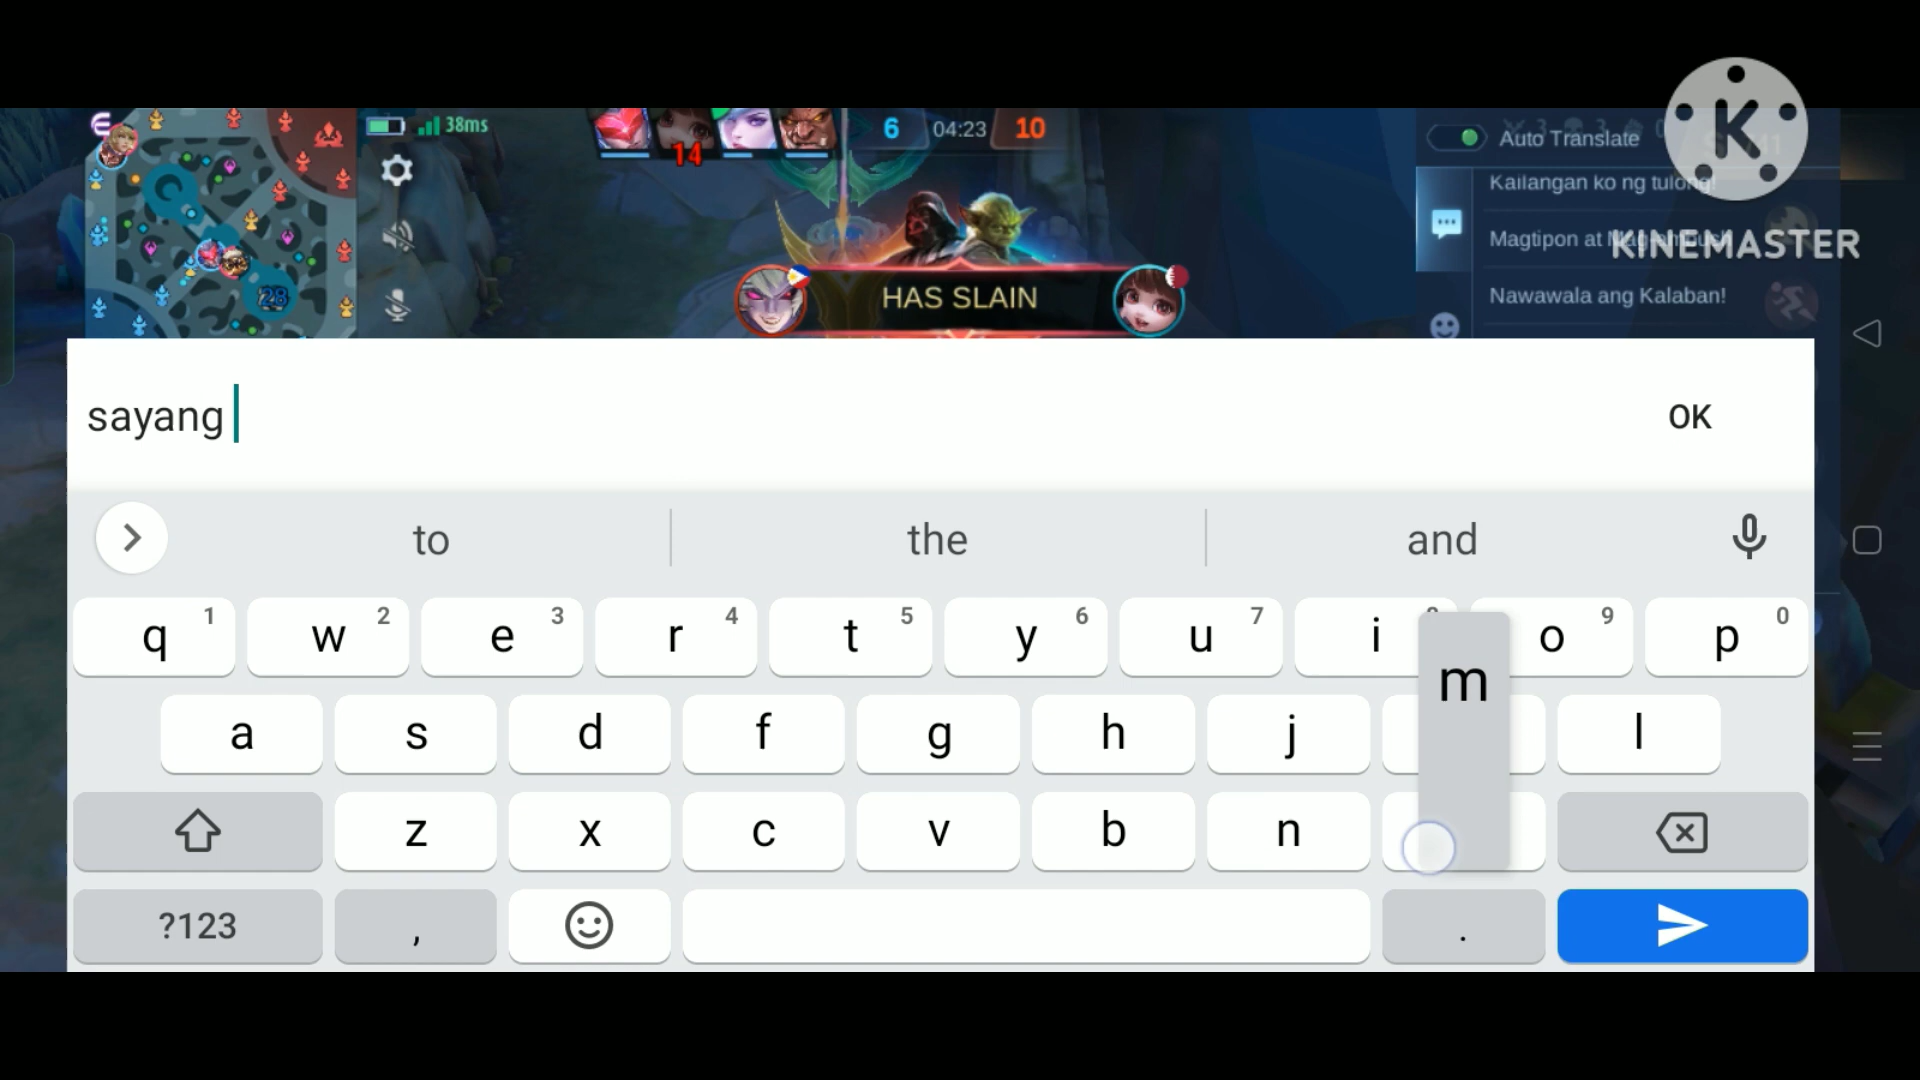 38ms
14
6 04:23 10
Auto Translate
Kailangan ko ng tulong!
KINEMASTER
HAS SLAIN
Nawawala ang Kalaban!
Magtipon at
28
sayang
OK
to the and
q 1 w 2 e 3 r 4 t 5 y 6 u 7 i o 9 p 0
m
a s d f g h j l
z x c v b n
?123 , .